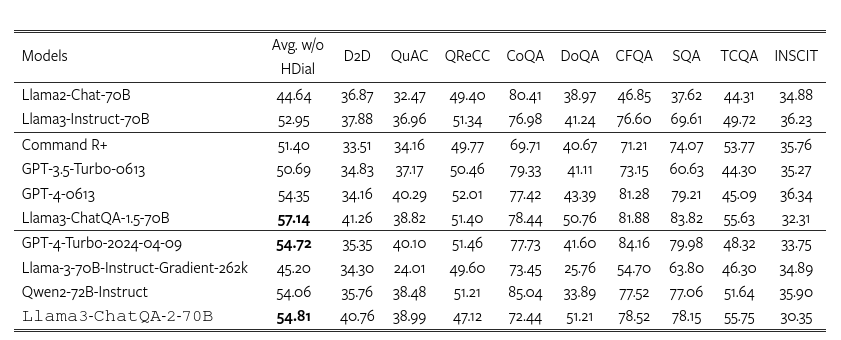 Models Avg. w/o HDial D2D QuAC QReCC CoQA DoQA CFQA SQA TCQA INSCIT
Llama2-Chat-70B 44.64 36.87 32.47 49.40 80.41 38.97 46.85 37.62 44.31 34.88
Llama3-Instruct-70B 52.95 37.88 36.96 51.34 76.98 41.24 76.60 69.61 49.72 36.23
Command R+ 51.40 33.51 34.16 49.77 69.71 40.67 71.21 74.07 53.77 35.76
GPT-3.5-Turbo-0613 50.69 34.83 37.17 50.46 79.33 41.11 73.15 60.63 44.30 35.27
GPT-4-0613 54.35 34.16 40.29 52.01 77.42 43.39 81.28 79.21 45.09 36.34
Llama3-ChatQA-1.5-70B 57.14 41.26 38.82 51.40 78.44 50.76 81.88 83.82 55.63 32.31
GPT-4-Turbo-2024-04-09 54.72 35.35 40.10 51.46 77.73 41.60 84.16 79.98 48.32 33.75
Llama-3-70B-Instruct-Gradient-262k 45.20 34.30 24.01 49.60 73.45 25.76 54.70 63.80 46.30 34.89
Qwen2-72B-Instruct 54.06 35.76 38.48 51.21 85.04 33.89 77.52 77.06 51.64 35.90
Llama3-ChatQA-2-70B 54.81 40.76 38.99 47.12 72.44 51.21 78.52 78.15 55.75 30.35